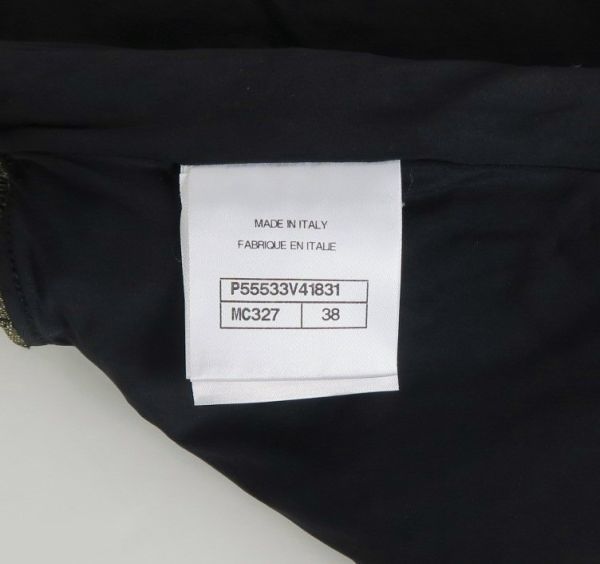 MADE IN ITALY
FABRIQUE EN ITALIE
P55533V41831
MC327 38